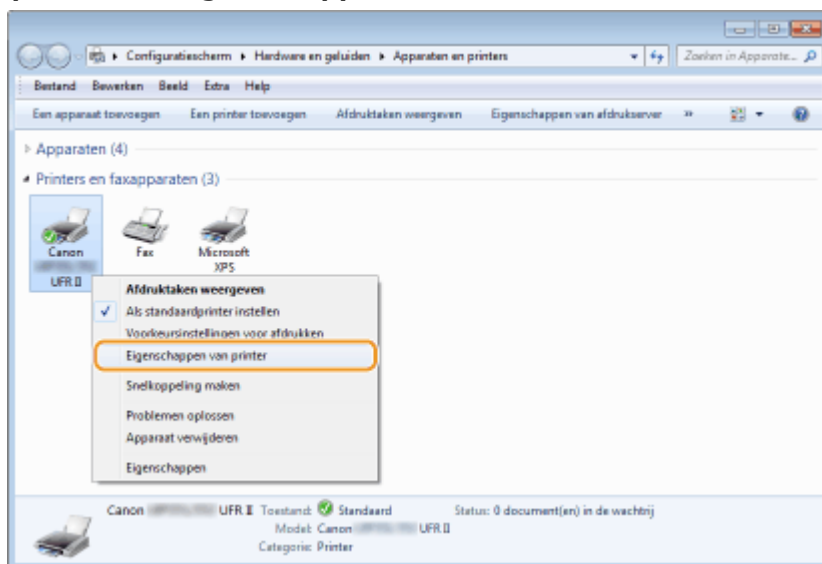 Configuratiescherm ▸ Hardware en geluiden ▸ Apparaten en printers
Zoeken in Apparate...
Bestand Bewerken Beeld Extra Help
Een apparaat toevoegen Een printer toevoegen Afdruktaken weergeven Eigenschappen van afdrukserver »
Apparaten (4)
Printers en faxapparaten (3)
Canon
UFR II
Fax
Microsoft
XPS
Afdruktaken weergeven
Als standaardprinter instellen
Voorkeursinstellingen voor afdrukken
Eigenschappen van printer
Snelkoppeling maken
Problemen oplossen
Apparaat verwijderen
Eigenschappen
Canon UFR II Toestand: Standaard Status: 0 document(en) in de wachtrij
Model: Canon UFR II
Categorie: Printer